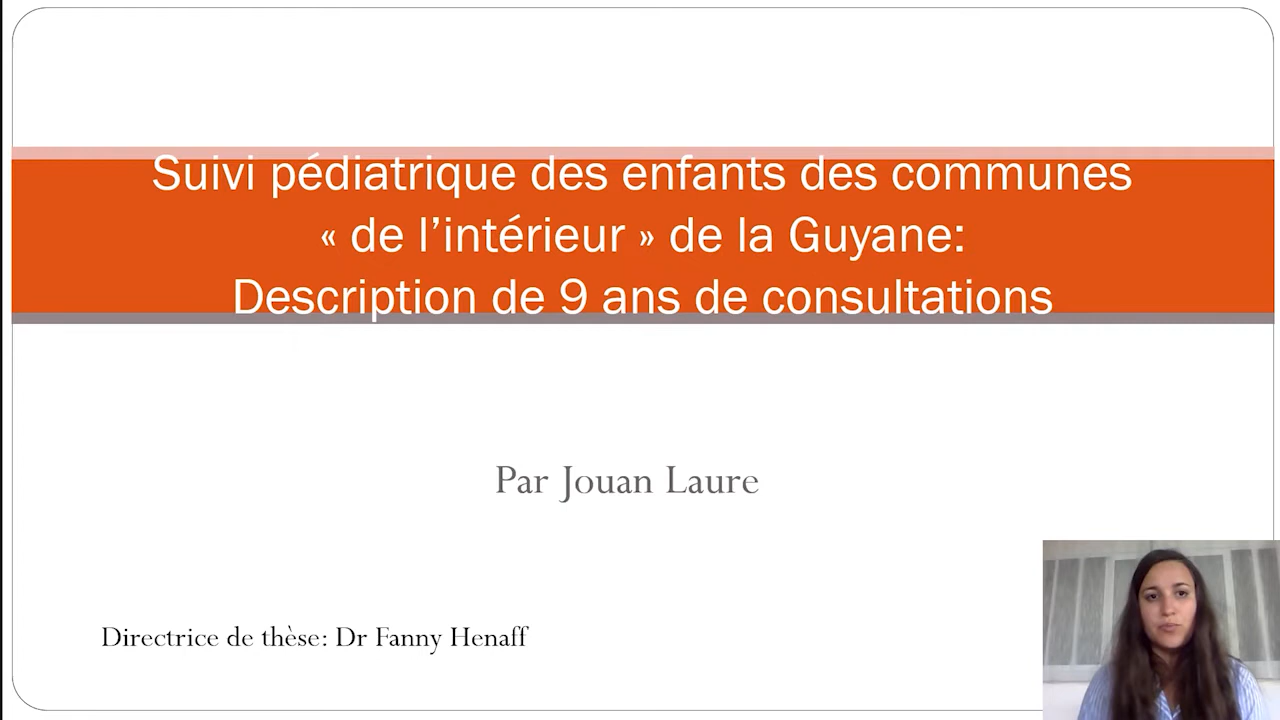 Suivi pédiatrique des enfants des communes
« de l’intérieur » de la Guyane:
Description de 9 ans de consultations
Par Jouan Laure
Directrice de thèse: Dr Fanny Henaff